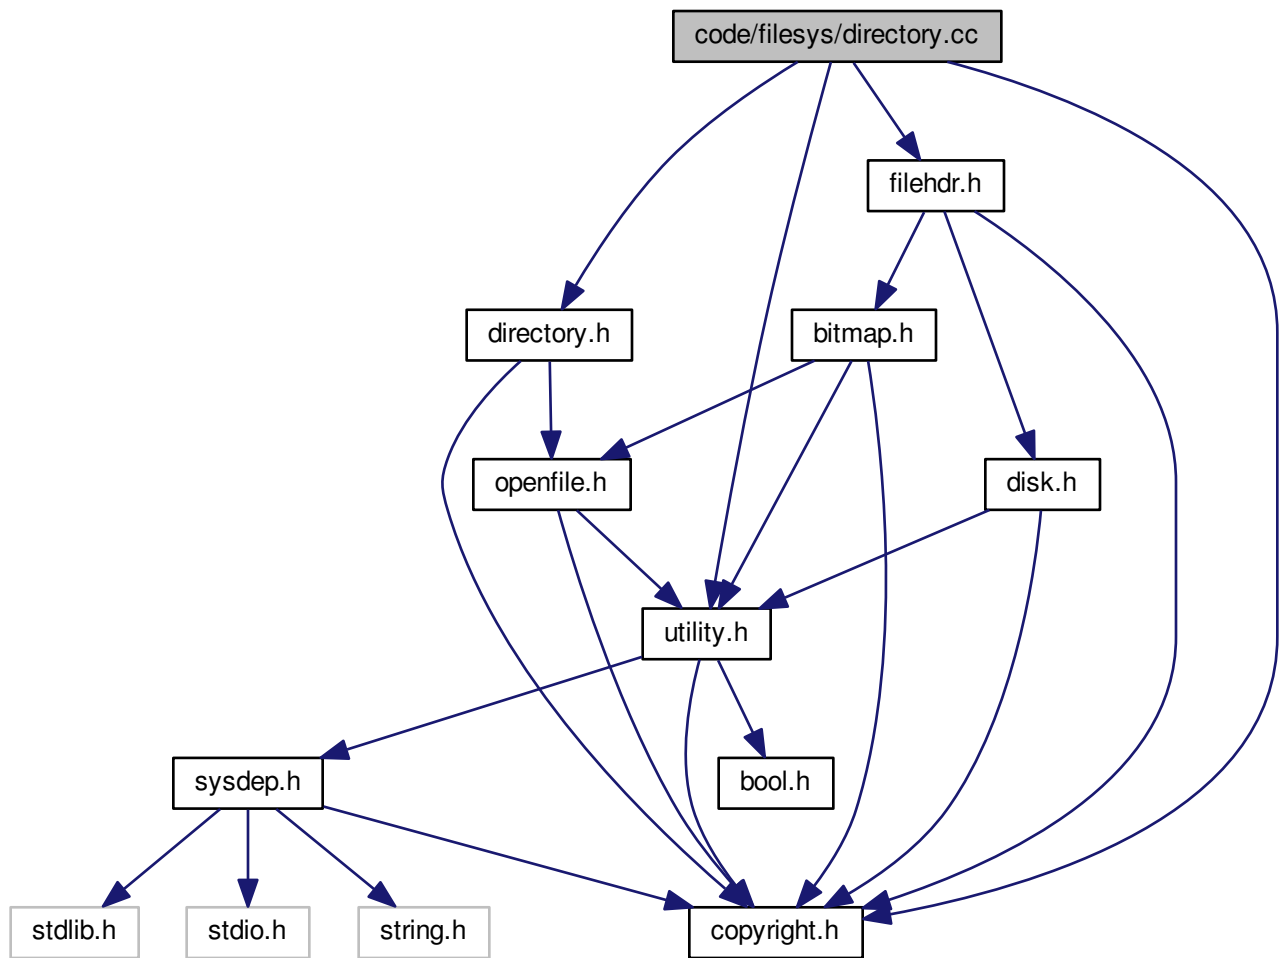 code/filesys/directory.cc
filehdr.h
directory.h
bitmap.h
openfile.h
disk.h
utility.h
sysdep.h
bool.h
stdlib.h
stdio.h
string.h
copyright.h